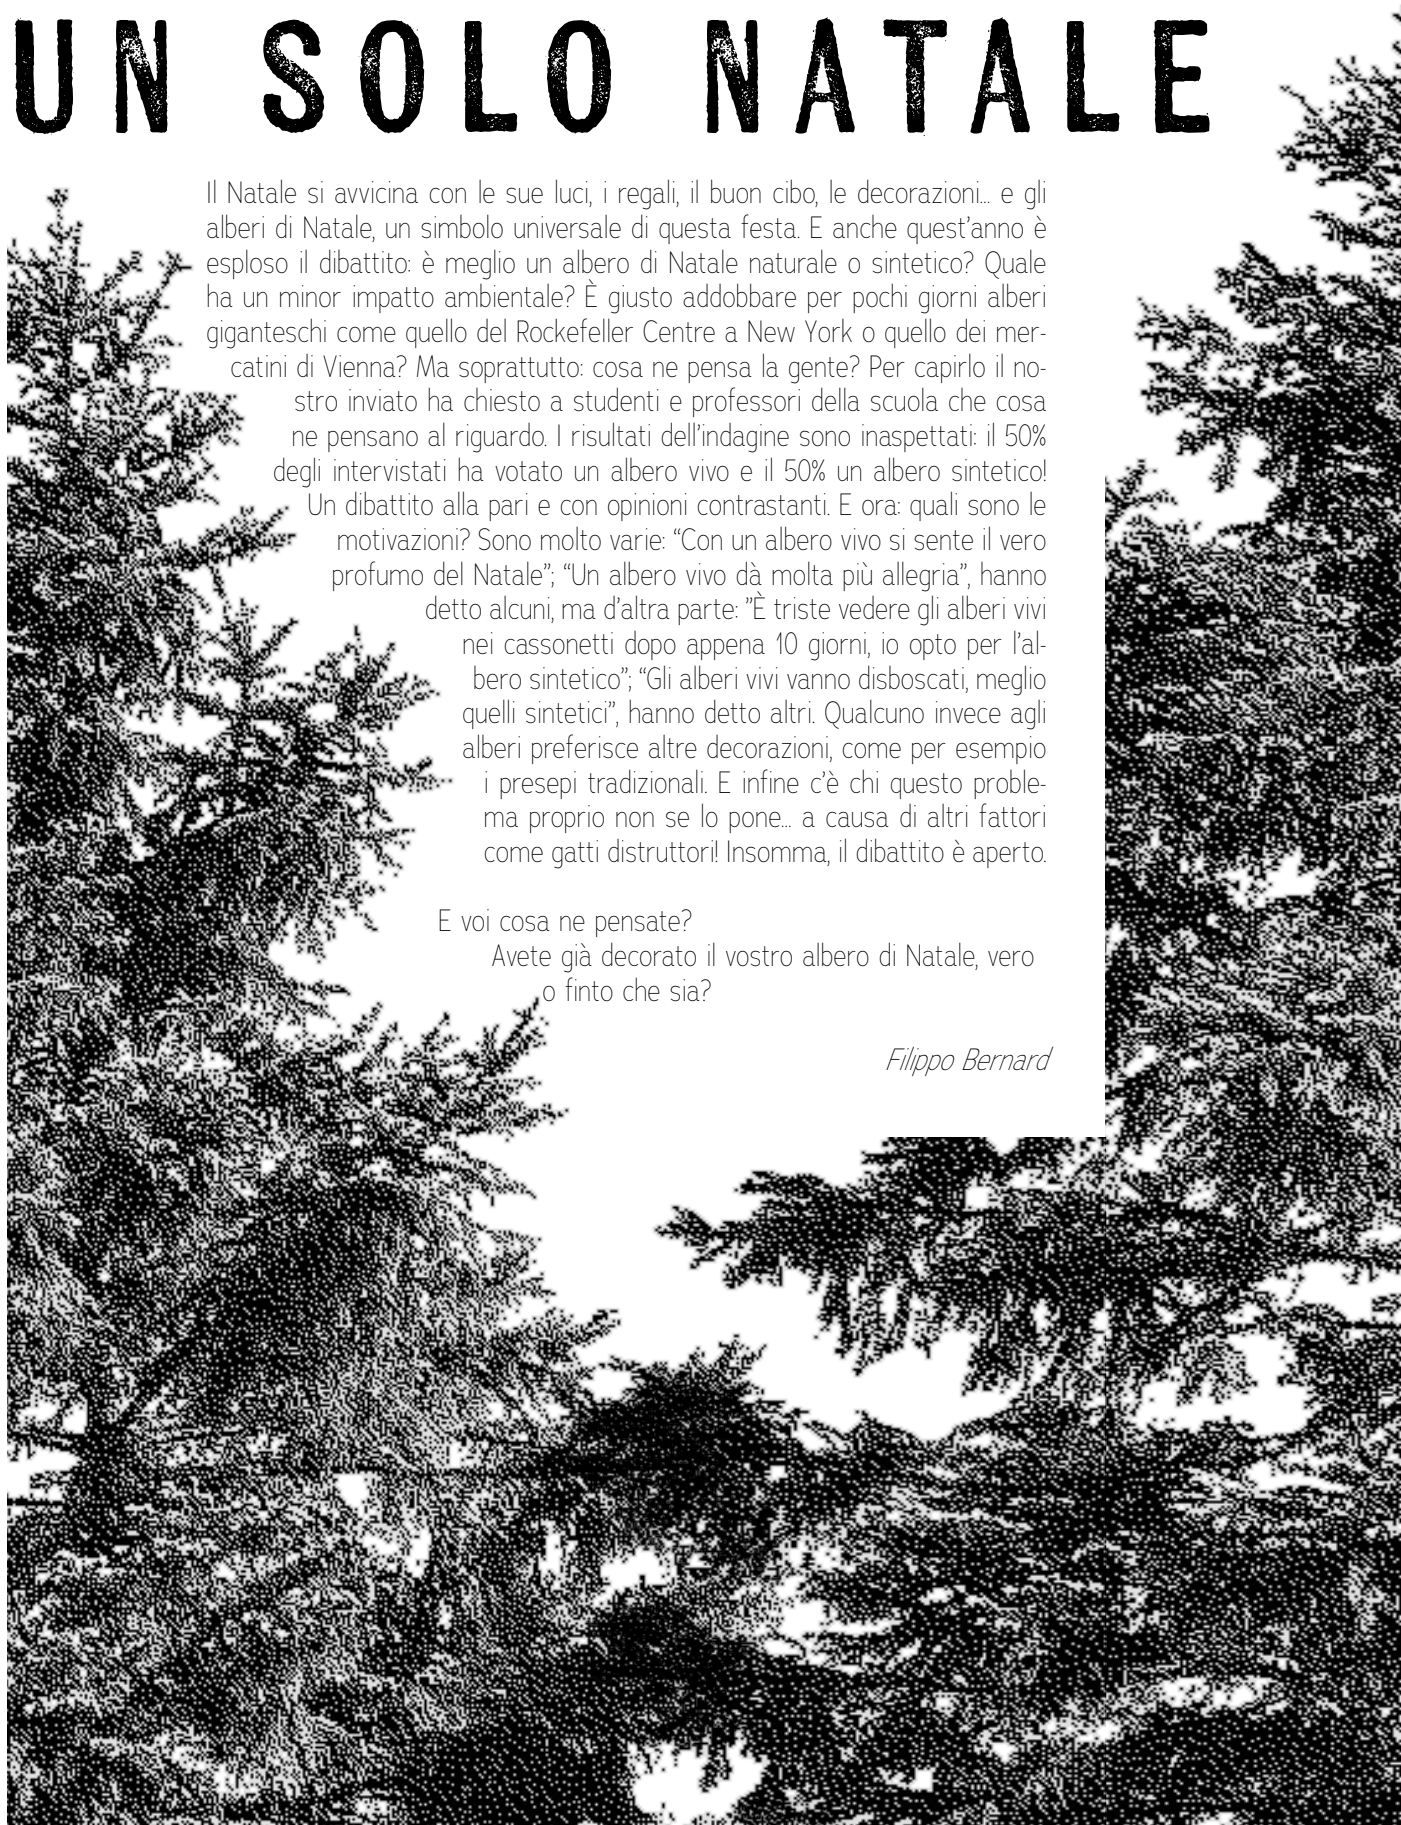 UN SOLO NATALE
Il Natale si avvicina con le sue luci, i regali, il buon cibo, le decorazioni... e gli
alberi di Natale, un simbolo universale di questa festa. E anche quest’anno è
esploso il dibattito: è meglio un albero di Natale naturale o sintetico? Quale
ha un minor impatto ambientale? È giusto addobbare per pochi giorni alberi
giganteschi come quello del Rockefeller Centre a New York o quello dei mer-
catini di Vienna? Ma soprattutto: cosa ne pensa la gente? Per capirlo il no-
stro inviato ha chiesto a studenti e professori della scuola che cosa
ne pensano al riguardo. I risultati dell’indagine sono inaspettati: il 50%
degli intervistati ha votato un albero vivo e il 50% un albero sintetico!
Un dibattito alla pari e con opinioni contrastanti. E ora: quali sono le
motivazioni? Sono molto varie: “Con un albero vivo si sente il vero
profumo del Natale”; “Un albero vivo dà molta più allegria”, hanno
detto alcuni, ma d’altra parte: ”È triste vedere gli alberi vivi
nei cassonetti dopo appena 10 giorni, io opto per l’al-
bero sintetico”; “Gli alberi vivi vanno disboscati, meglio
quelli sintetici”, hanno detto altri. Qualcuno invece agli
alberi preferisce altre decorazioni, come per esempio
i presepi tradizionali. E infine c’è chi questo proble-
ma proprio non se lo pone... a causa di altri fattori
come gatti distruttori! Insomma, il dibattito è aperto.
E voi cosa ne pensate?
Avete già decorato il vostro albero di Natale, vero
o finto che sia?
Filippo Bernard